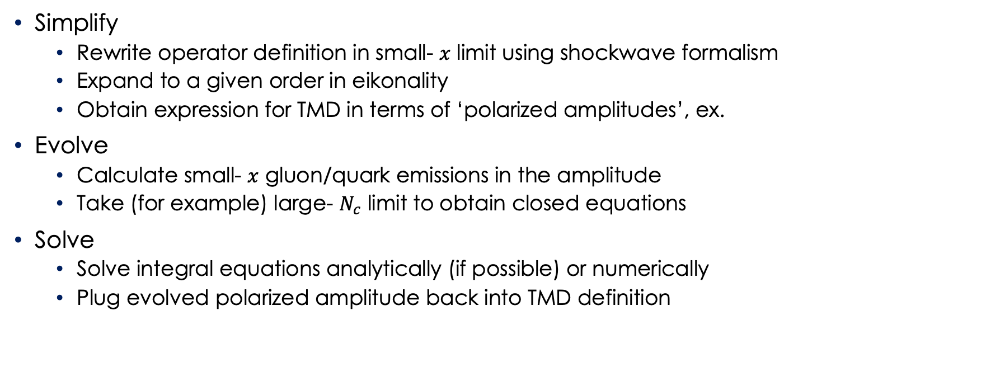 • Simplify
• Rewrite operator definition in small- x limit using shockwave formalism
• Expand to a given order in eikonality
• Obtain expression for TMD in terms of ‘polarized amplitudes’, ex.
• Evolve
• Calculate small- x gluon/quark emissions in the amplitude
• Take (for example) large- N_c limit to obtain closed equations
• Solve
• Solve integral equations analytically (if possible) or numerically
• Plug evolved polarized amplitude back into TMD definition